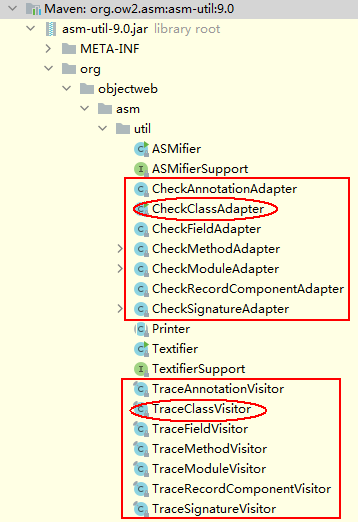 Maven: org.ow2.asm:asm-util:9.0
asm-util-9.0.jar library root
META-INF
org
objectweb
asm
util
ASMifier
ASMifierSupport
CheckAnnotationAdapter
CheckClassAdapter
CheckFieldAdapter
CheckMethodAdapter
CheckModuleAdapter
CheckRecordComponentAdapter
CheckSignatureAdapter
Printer
Textifier
TextifierSupport
TraceAnnotationVisitor
TraceClassVisitor
TraceFieldVisitor
TraceMethodVisitor
TraceModuleVisitor
TraceRecordComponentVisitor
TraceSignatureVisitor